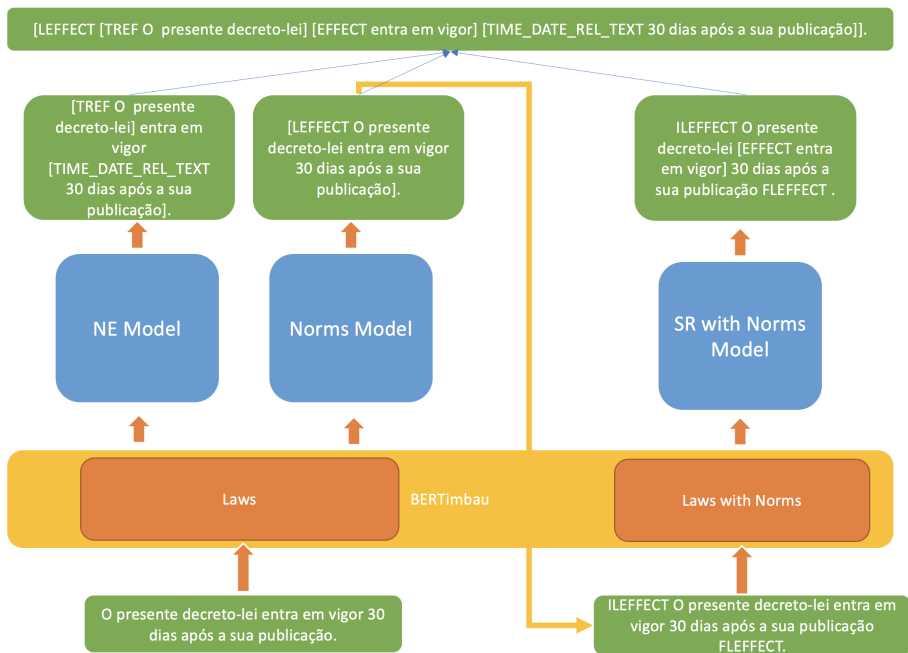 [LEFFECT [TREF O  presente decreto-lei] [EFFECT entra em vigor] [TIME_DATE_REL_TEXT 30 dias após a sua publicação]].
[TREF O  presente
decreto-lei] entra em
vigor
[TIME_DATE_REL_TEXT
30 dias após a sua
publicação].
[LEFFECT O presente
decreto-lei entra em vigor
30 dias após a sua
publicação].
ILEFFECT O presente
decreto-lei [EFFECT entra
em vigor] 30 dias após a
sua publicação FLEFFECT .
NE Model
Norms Model
SR with Norms
Model
Laws
BERTimbau
Laws with Norms
O presente decreto-lei entra em vigor 30
dias após a sua publicação.
ILEFFECT O presente decreto-lei entra em
vigor 30 dias após a sua publicação
FLEFFECT.